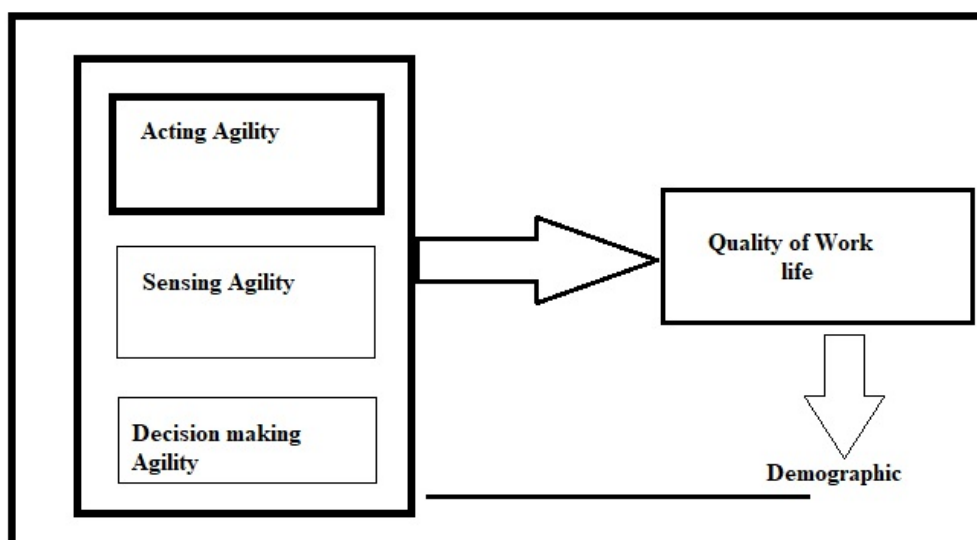 Acting Agility
Sensing Agility
Decision making
Agility
Quality of Work
life
Demographic